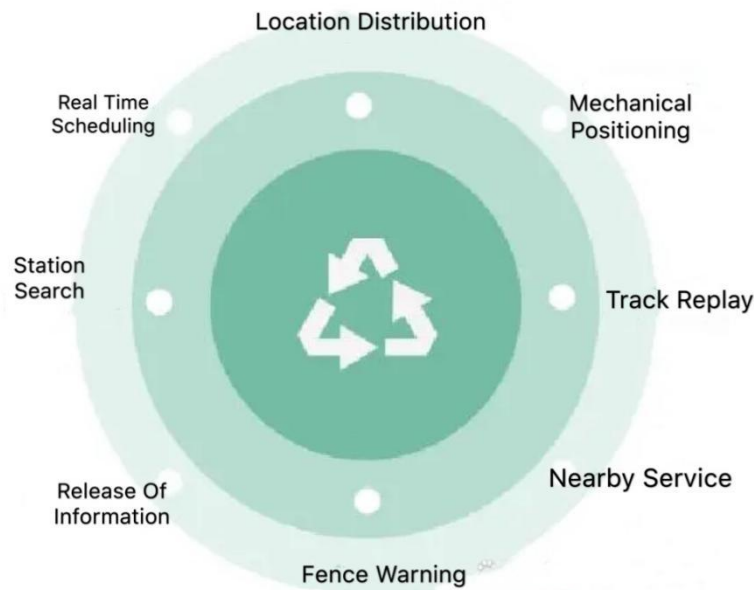 Location Distribution
Real Time
Scheduling
Mechanical
Positioning
Station
Search
Track Replay
Release Of
Information
Nearby Service
Fence Warning